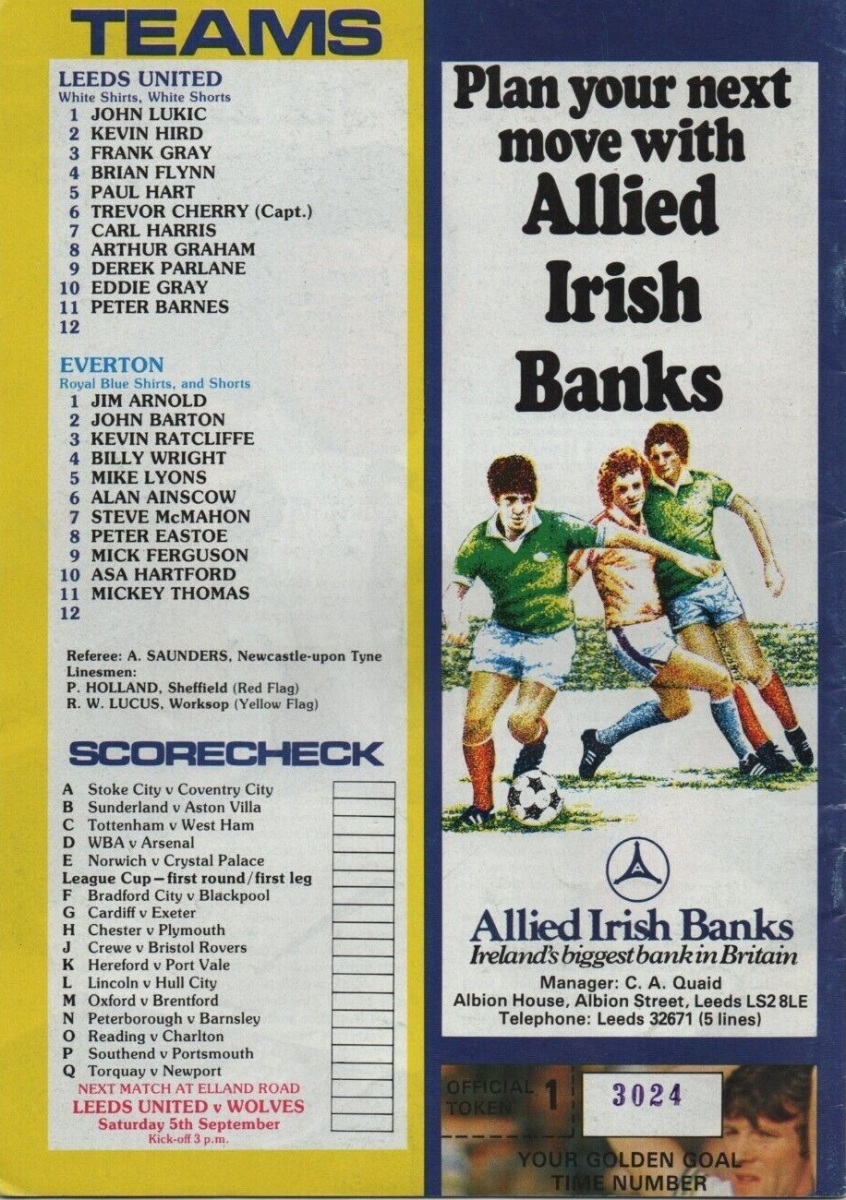 TEAMS
LEEDS UNITED
White Shirts, White Shorts
1 JOHN LUKIC
2 KEVIN HIRD
3 FRANK GRAY
4 BRIAN FLYNN
5 PAUL HART
6 TREVOR CHERRY (Capt.)
7 CARL HARRIS
8 ARTHUR GRAHAM
9 DEREK PARLANE
10 EDDIE GRAY
11 PETER BARNES
12
EVERTON
Royal Blue Shirts, and Shorts
1 JIM ARNOLD
2 JOHN BARTON
3 KEVIN RATCLIFFE
4 BILLY WRIGHT
5 MIKE LYONS
6 ALAN AINSCOW
7 STEVE McMAHON
8 PETER EASTOE
9 MICK FERGUSON
10 ASA HARTFORD
11 MICKEY THOMAS
12
Referee: A. SAUNDERS, Newcastle-upon Tyne
Linesmen:
P. HOLLAND, Sheffield (Red Flag)
R. W. LUCUS, Worksop (Yellow Flag)
SCORECHECK
A Stoke City v Coventry City
B Sunderland v Aston Villa
C Tottenham v West Ham
D WBA v Arsenal
E Norwich v Crystal Palace
League Cup – first round/first leg
F Bradford City v Blackpool
G Cardiff v Exeter
H Chester v Plymouth
J Crewe v Bristol Rovers
K Hereford v Port Vale
L Lincoln v Hull City
M Oxford v Brentford
N Peterborough v Barnsley
O Reading v Charlton
P Southend v Portsmouth
Q Torquay v Newport
NEXT MATCH AT ELLAND ROAD
LEEDS UNITED v WOLVES
Saturday 5th September
Kick-off 3 p.m.
Plan your next
move with
Allied
Irish
Banks
Allied Irish Banks
Ireland's biggest bank in Britain
Manager: C. A. Quaid
Albion House, Albion Street, Leeds LS2 8LE
Telephone: Leeds 32671 (5 lines)
OFFICIAL
TOKEN 1
3024
YOUR GOLDEN GOAL
TIME NUMBER